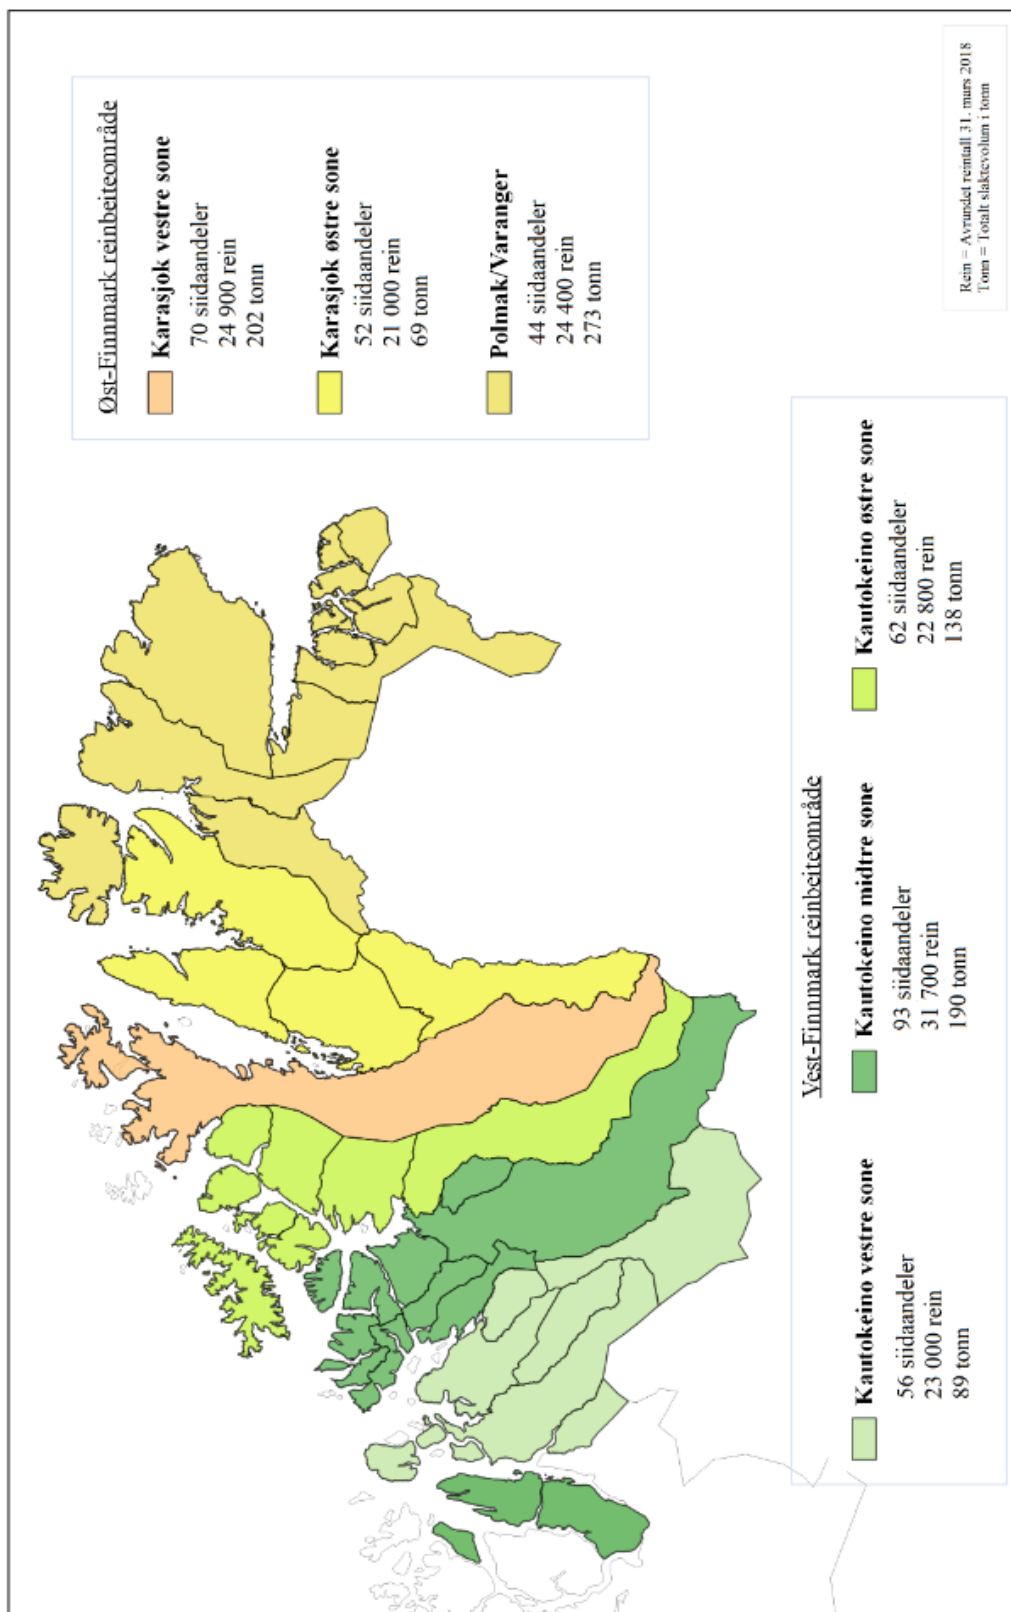 Øst-Finnmark reinbeiteområde
Karasjok vestre sone
70 siidaandeler
24 900 rein
202 tonn
Karasjok østre sone
52 siidaandeler
21 000 rein
69 tonn
Polmak/Varanger
44 siidaandeler
24 400 rein
273 tonn
Vest-Finnmark reinbeiteområde
Kautokeino vestre sone
56 siidaandeler
23 000 rein
89 tonn
Kautokeino midtre sone
93 siidaandeler
31 700 rein
190 tonn
Kautokeino østre sone
62 siidaandeler
22 800 rein
138 tonn
Rein = Avrundet reintall 31. mars 2018
Tonn = Totalt slaktevolum i tonn